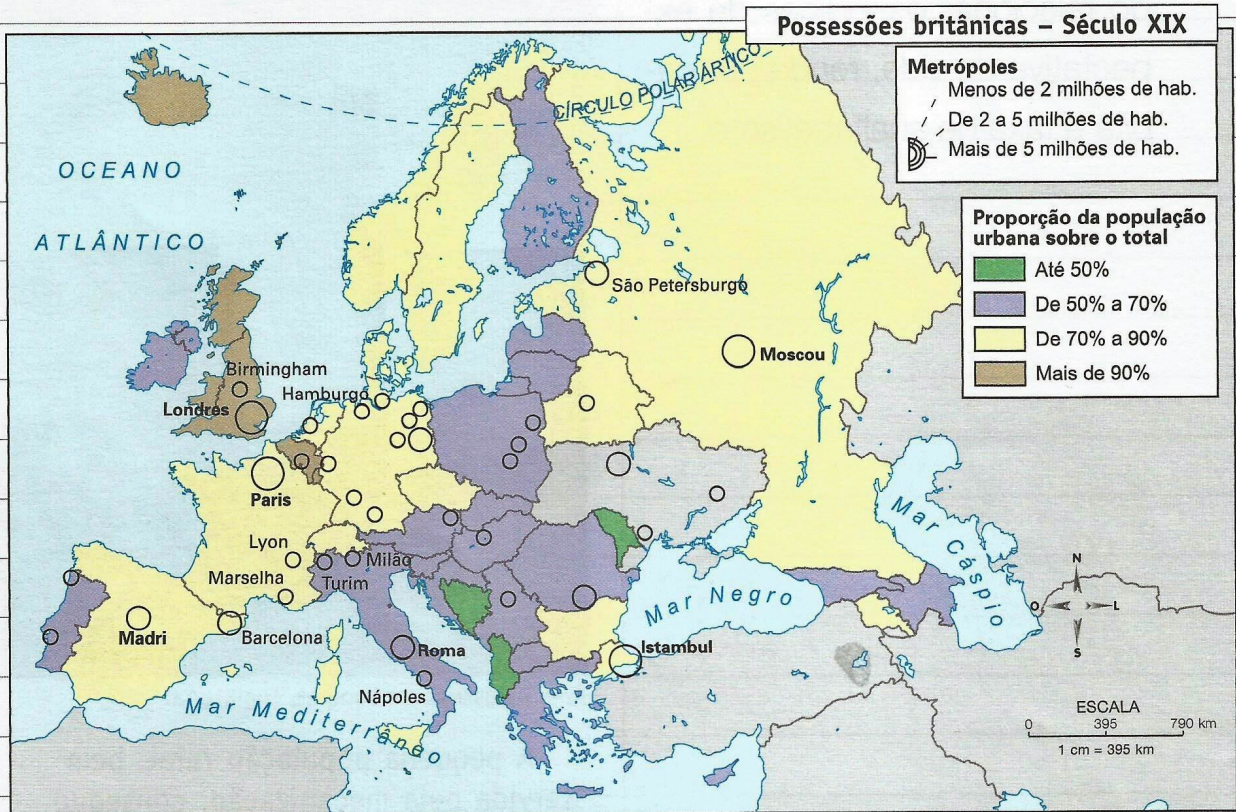 Possessões britânicas – Século XIX
Metrópoles
Menos de 2 milhões de hab.
De 2 a 5 milhões de hab.
Mais de 5 milhões de hab.
Proporção da população
urbana sobre o total
Até 50%
De 50% a 70%
De 70% a 90%
Mais de 90%
CÍRCULO POLAR ÁRTICO
OCEANO
ATLÂNTICO
São Petersburgo
Moscou
Birmingham
Hamburgo
Londres
Paris
Lyon
Milão
Marselha
Turim
Madri
Barcelona
Roma
Nápoles
Istambul
Mar Negro
Mar Cáspio
Mar Mediterrâneo
N
O
L
S
ESCALA
0 395 790 km
1 cm = 395 km